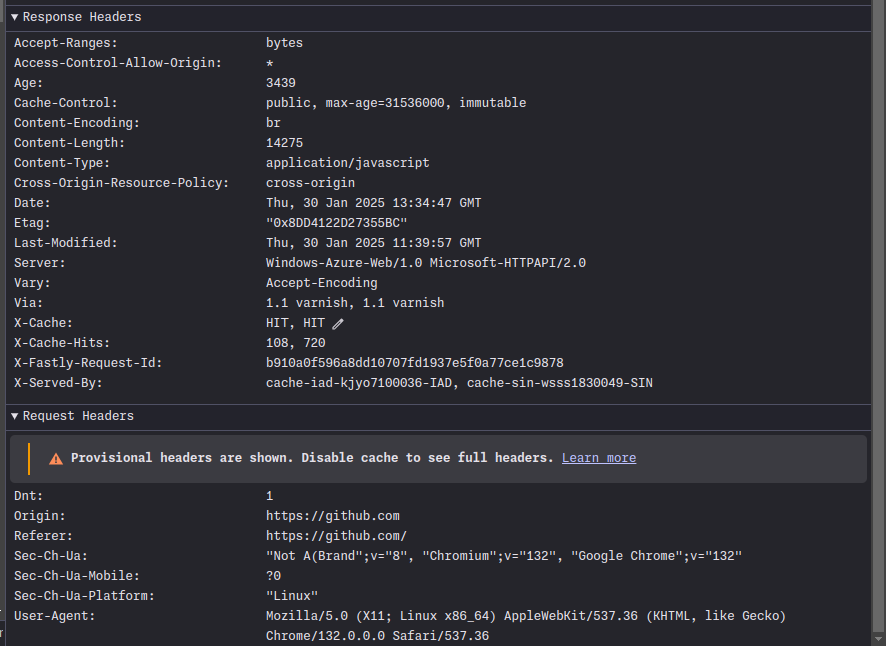 Response Headers
Accept-Ranges: bytes
Access-Control-Allow-Origin: *
Age: 3439
Cache-Control: public, max-age=31536000, immutable
Content-Encoding: br
Content-Length: 14275
Content-Type: application/javascript
Cross-Origin-Resource-Policy: cross-origin
Date: Thu, 30 Jan 2025 13:34:47 GMT
Etag: "0x8DD4122D27355BC"
Last-Modified: Thu, 30 Jan 2025 11:39:57 GMT
Server: Windows-Azure-Web/1.0 Microsoft-HTTPAPI/2.0
Vary: Accept-Encoding
Via: 1.1 varnish, 1.1 varnish
X-Cache: HIT, HIT
X-Cache-Hits: 108, 720
X-Fastly-Request-Id: b910a0f596a8dd10707fd1937e5f0a77ce1c9878
X-Served-By: cache-iad-kjyo7100036-IAD, cache-sin-wsss1830049-SIN
Request Headers
Provisional headers are shown. Disable cache to see full headers. Learn more
Dnt: 1
Origin: https://github.com
Referer: https://github.com/
Sec-Ch-Ua: "Not A(Brand";v="8", "Chromium";v="132", "Google Chrome";v="132"
Sec-Ch-Ua-Mobile: ?0
Sec-Ch-Ua-Platform: "Linux"
User-Agent: Mozilla/5.0 (X11; Linux x86_64) AppleWebKit/537.36 (KHTML, like Gecko)
Chrome/132.0.0.0 Safari/537.36